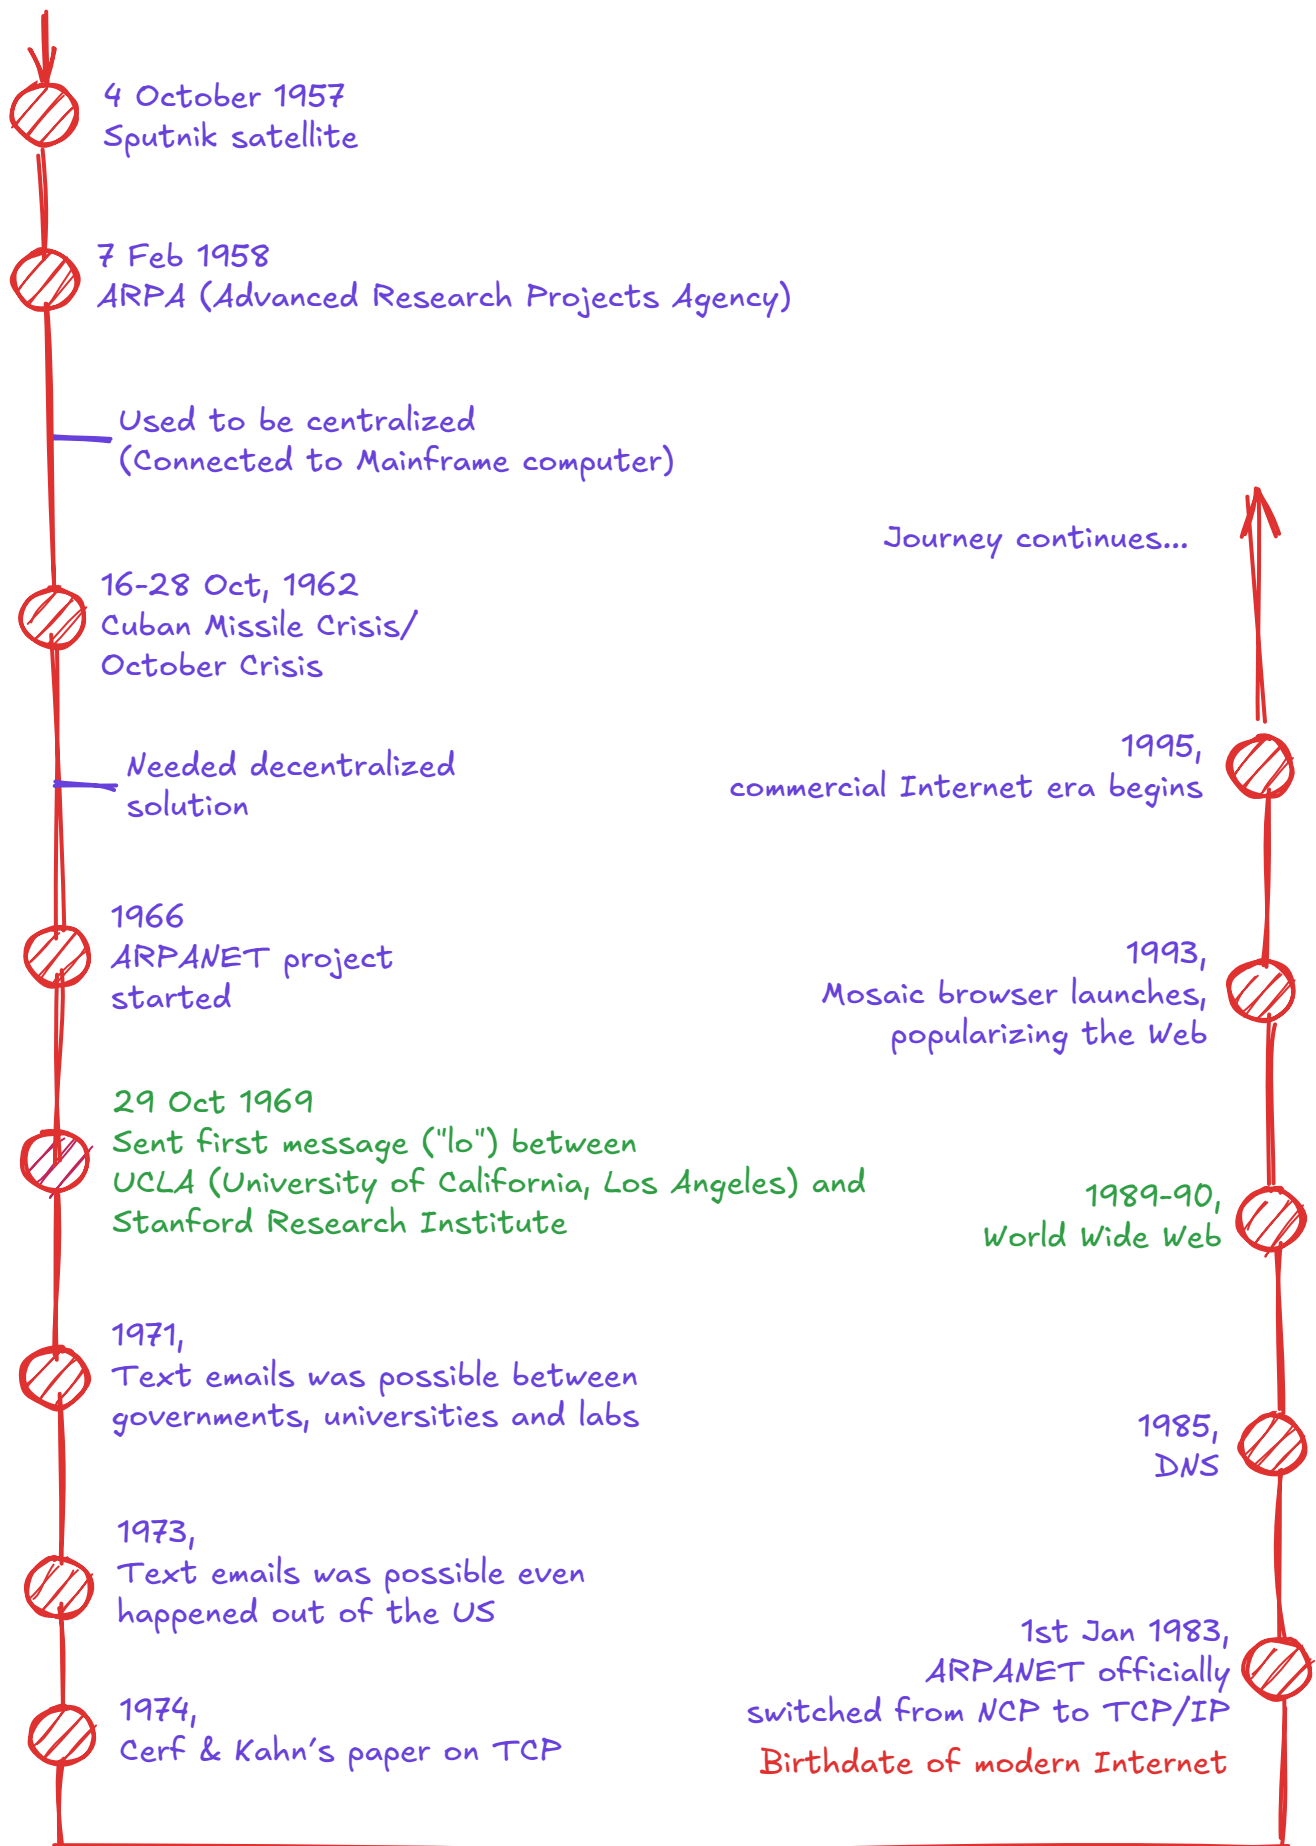 4 October 1957
Sputnik satellite
7 Feb 1958
ARPA (Advanced Research Projects Agency)
Used to be centralized
(Connected to Mainframe computer)
16-28 Oct, 1962
Cuban Missile Crisis/
October Crisis
Needed decentralized
solution
1966
ARPANET project
started
29 Oct 1969
Sent first message ("lo") between
UCLA (University of California, Los Angeles) and
Stanford Research Institute
1971,
Text emails was possible between
governments, universities and labs
1973,
Text emails was possible even
happened out of the US
1974,
Cerf & Kahn's paper on TCP
1st Jan 1983,
ARPANET officially
switched from NCP to TCP/IP
Birthdate of modern Internet
1985,
DNS
1989-90,
World Wide Web
1993,
Mosaic browser launches,
popularizing the Web
1995,
commercial Internet era begins
Journey continues...